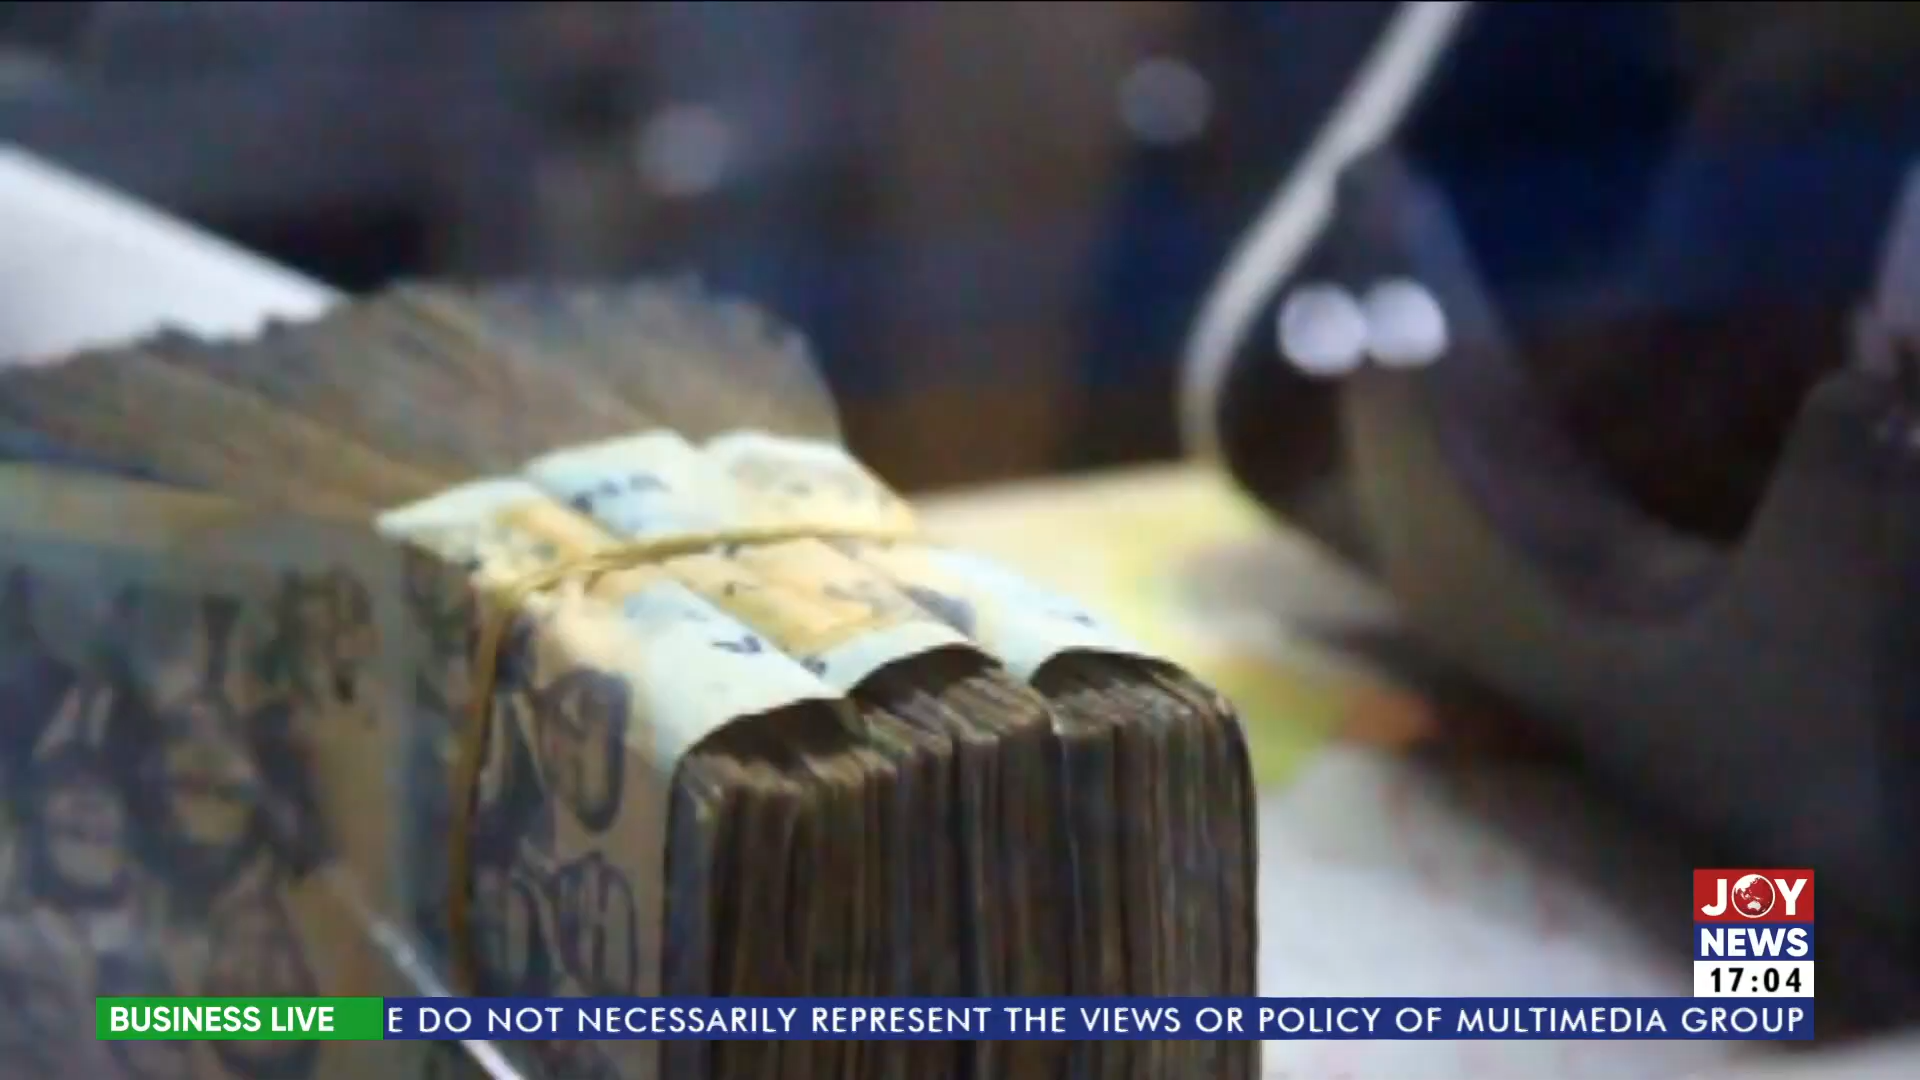 JOY
NEWS
17:04
BUSINESS LIVE
E DO NOT NECESSARILY REPRESENT THE VIEWS OR POLICY OF MULTIMEDIA GROUP